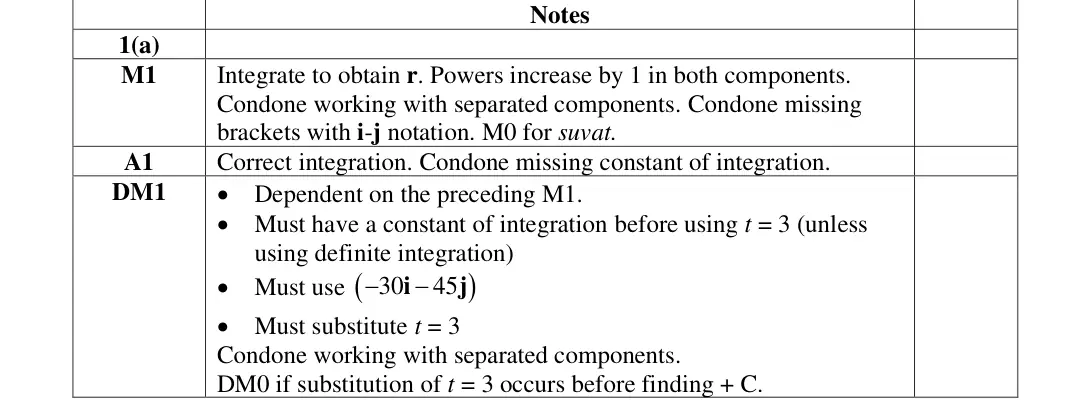 Notes
1(a)
M1 Integrate to obtain r. Powers increase by 1 in both components.
Condone working with separated components. Condone missing
brackets with i-j notation. M0 for suvat.
A1 Correct integration. Condone missing constant of integration.
DM1 • Dependent on the preceding M1.
• Must have a constant of integration before using t = 3 (unless
using definite integration)
• Must use (−30i − 45j)
• Must substitute t = 3
Condone working with separated components.
DM0 if substitution of t = 3 occurs before finding + C.